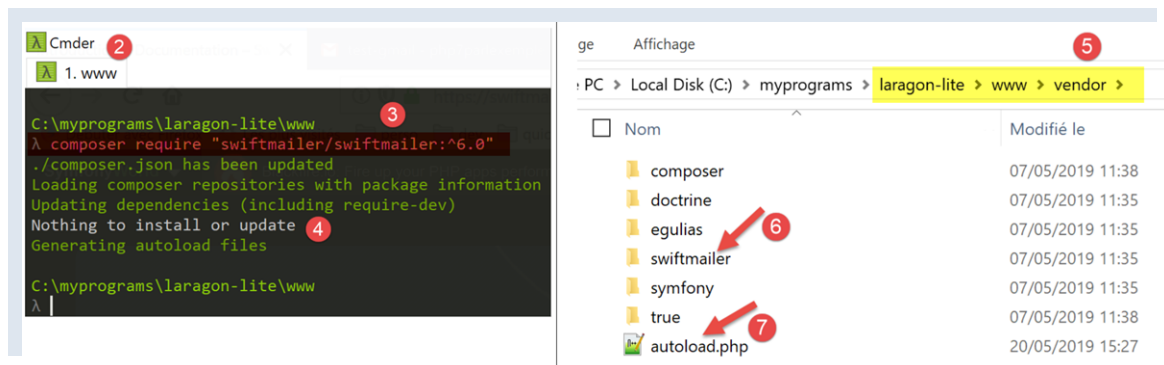 Cmder 2
1. www
C:\myprograms\laragon-lite\www
3
λ composer require "swiftmailer/swiftmailer:^6.0"
./composer.json has been updated
Loading composer repositories with package information
Updating dependencies (including require-dev)
Nothing to install or update 4
Generating autoload files
C:\myprograms\laragon-lite\www
λ
ge Affichage
5
PC > Local Disk (C:) > myprograms > laragon-lite > www > vendor >
Nom Modifié le
composer 07/05/2019 11:38
doctrine 07/05/2019 11:35
egulias 07/05/2019 11:35
6
swiftmailer 07/05/2019 11:35
symfony 07/05/2019 11:35
true 07/05/2019 11:38
7
autoload.php 20/05/2019 15:27